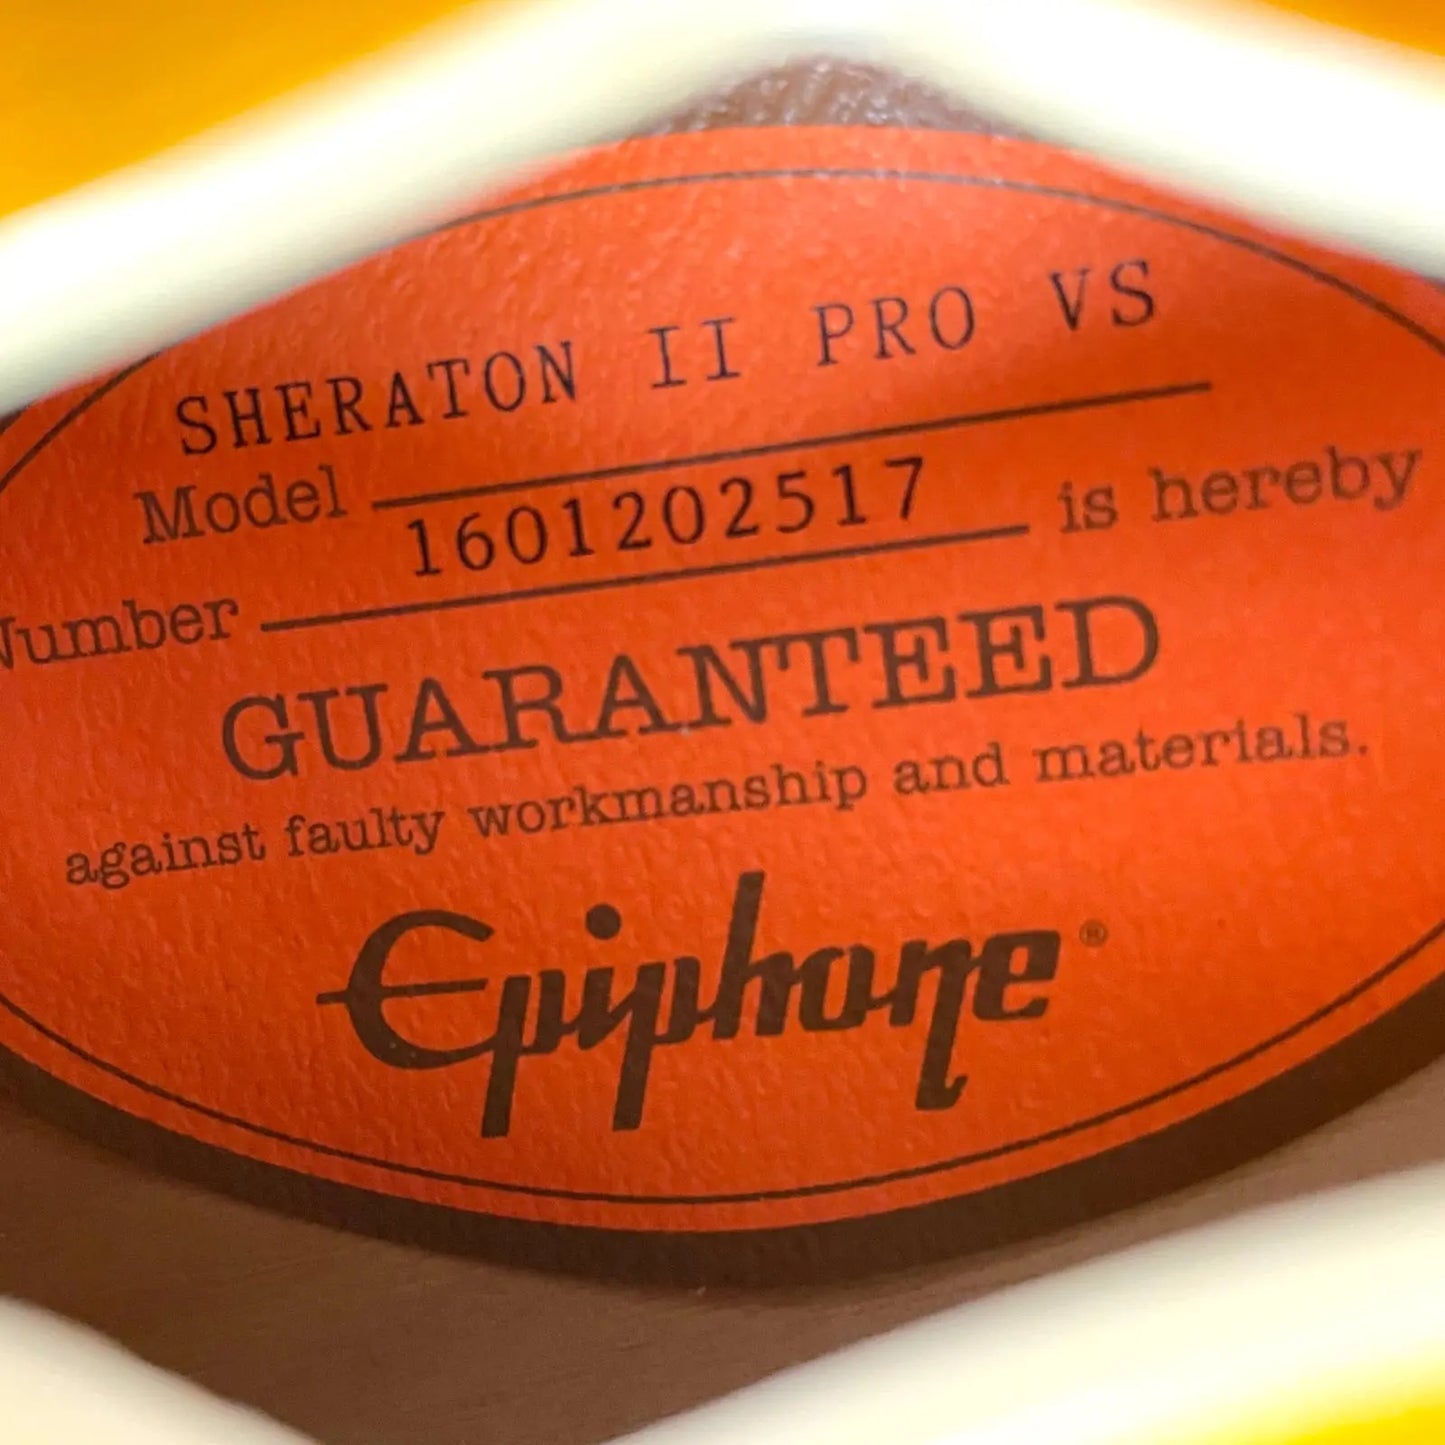 SHERATON II PRO VS
Model
1601202517 is hereby
Number
GUARANTEED
against faulty workmanship and materials.
Epiphone®